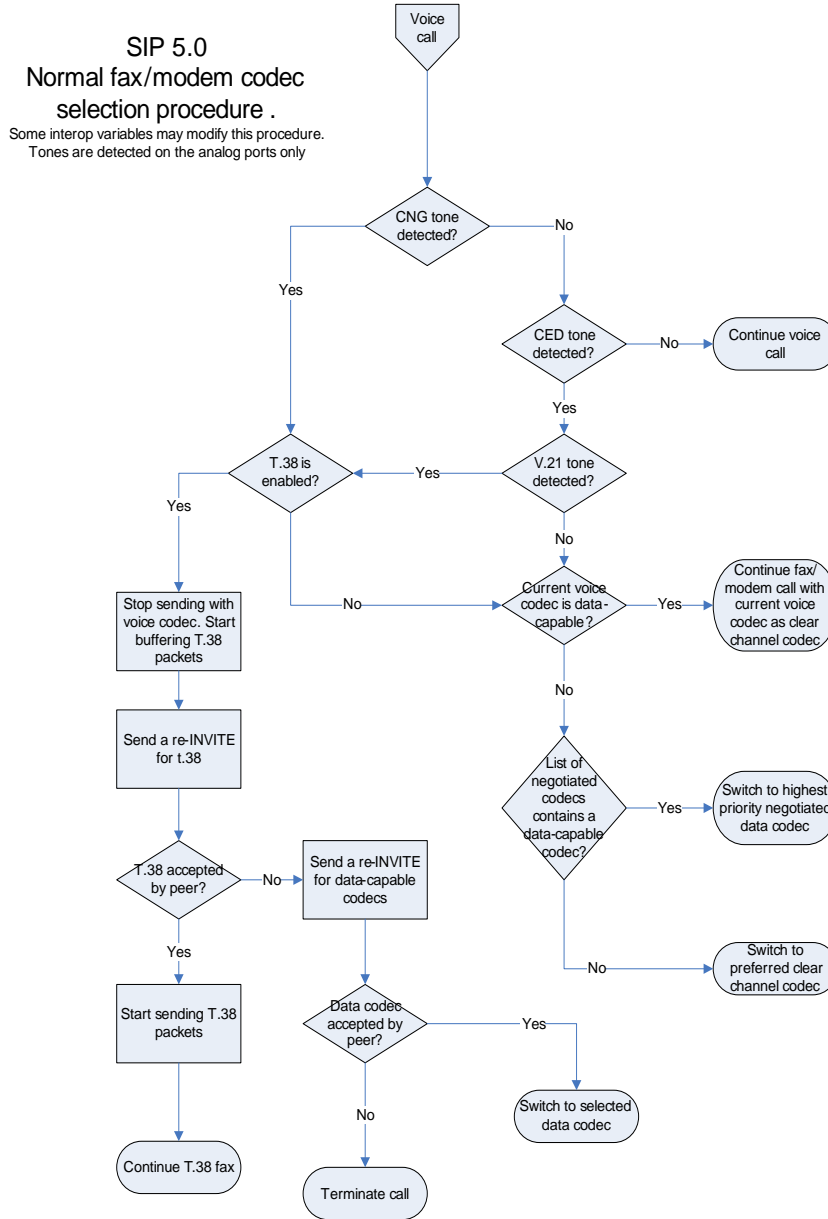 SIP 5.0
Normal fax/modem codec
selection procedure .
Some interop variables may modify this procedure.
Tones are detected on the analog ports only
Voice
call
CNG tone
detected?
No
Yes
CED tone
detected?
No
Continue voice
call
Yes
T.38 is
enabled?
Yes
V.21 tone
detected?
Yes
No
Stop sending with
voice codec. Start
buffering T.38
packets
No
Current voice
codec is data-
capable?
Yes
Continue fax/
modem call with
current voice
codec as clear
channel codec
No
Send a re-INVITE
for t.38
List of
negotiated
codecs
contains a
data-capable
codec?
Yes
Switch to highest
priority negotiated
data codec
T.38 accepted
by peer?
No
Send a re-INVITE
for data-capable
codecs
Yes
No
Switch to
preferred clear
channel codec
Start sending T.38
packets
Data codec
accepted by
peer?
Yes
Switch to selected
data codec
No
Continue T.38 fax
Terminate call